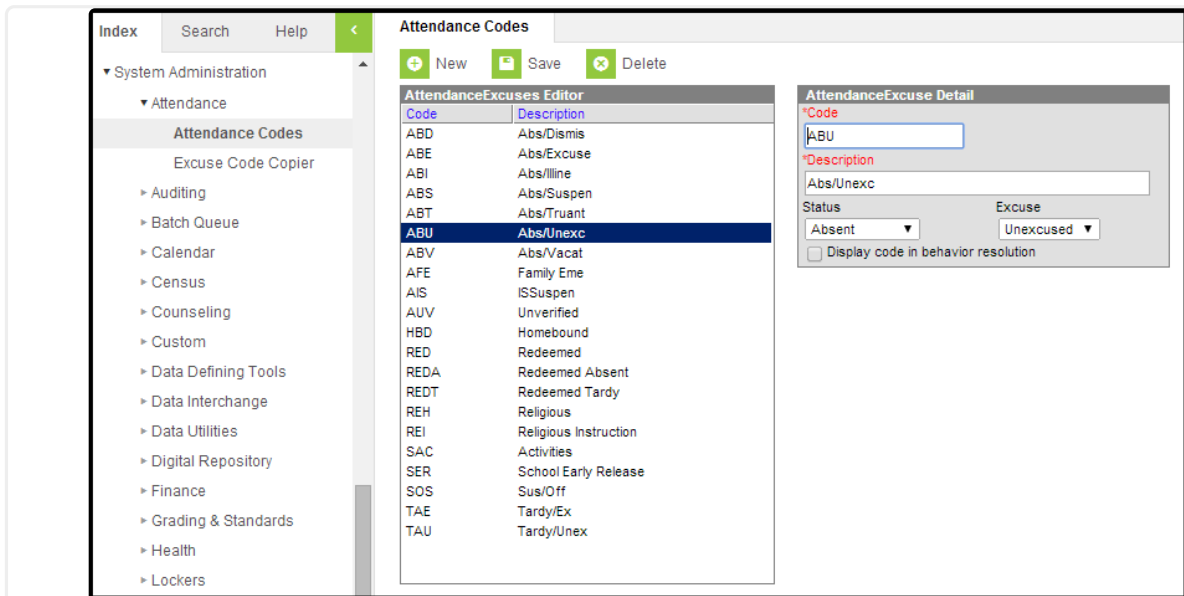 Index Search Help
System Administration
Attendance
Attendance Codes
Excuse Code Copier
Auditing
Batch Queue
Calendar
Census
Counseling
Custom
Data Defining Tools
Data Interchange
Data Utilities
Digital Repository
Finance
Grading & Standards
Health
Lockers
Attendance Codes
New Save Delete
AttendanceExcuses Editor
Code Description
ABD Abs/Dismis
ABE Abs/Excuse
ABI Abs/Illine
ABS Abs/Suspen
ABT Abs/Truant
ABU Abs/Unexc
ABV Abs/Vacat
AFE Family Eme
AIS ISSuspen
AUV Unverified
HBD Homebound
RED Redeemed
REDA Redeemed Absent
REDT Redeemed Tardy
REH Religious
REI Religious Instruction
SAC Activities
SER School Early Release
SOS Sus/Off
TAE Tardy/Ex
TAU Tardy/Unex
AttendanceExcuse Detail
*Code
ABU
*Description
Abs/Unexc
Status Excuse
Absent Unexcused
Display code in behavior resolution